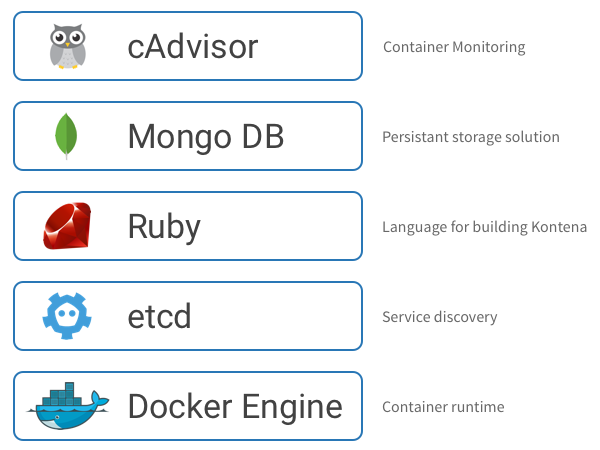 cAdvisor
Container Monitoring
Mongo DB
Persistant storage solution
Ruby
Language for building Kontena
etcd
Service discovery
Docker Engine
Container runtime